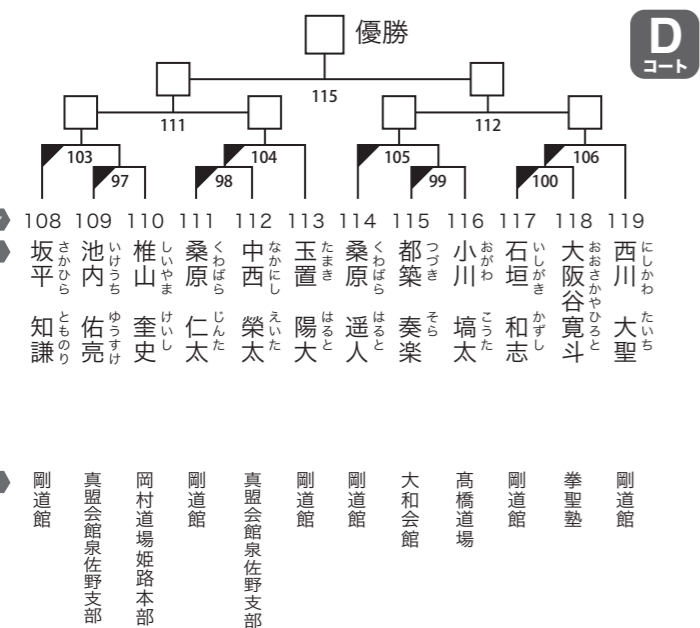 D
コート
優勝
115
111
112
103
104
105
106
97
98
99
100
108 109 110 111 112 113 114 115 116 117 118 119
坂平 知謙
さかひら とものり
池内 佑亮
いけうち ゆうすけ
椎山 奎史
しいやま けいし
桑原 仁太
くわばら じんた
中西 榮太
なかにし えいた
玉置 陽大
たまき はると
桑原 遥人
くわばら はると
都築 奏楽
つづき そら
小川 塙太
おがわ こうた
石垣 和志
いしがき かずし
大阪谷 寛斗
おおさかや ひろと
西川 大聖
にしかわ たいち
剛道館
真盟会館泉佐野支部
岡村道場姫路本部
剛道館
真盟会館泉佐野支部
剛道館
剛道館
大和会館
髙橋道場
剛道館
拳聖塾
剛道館